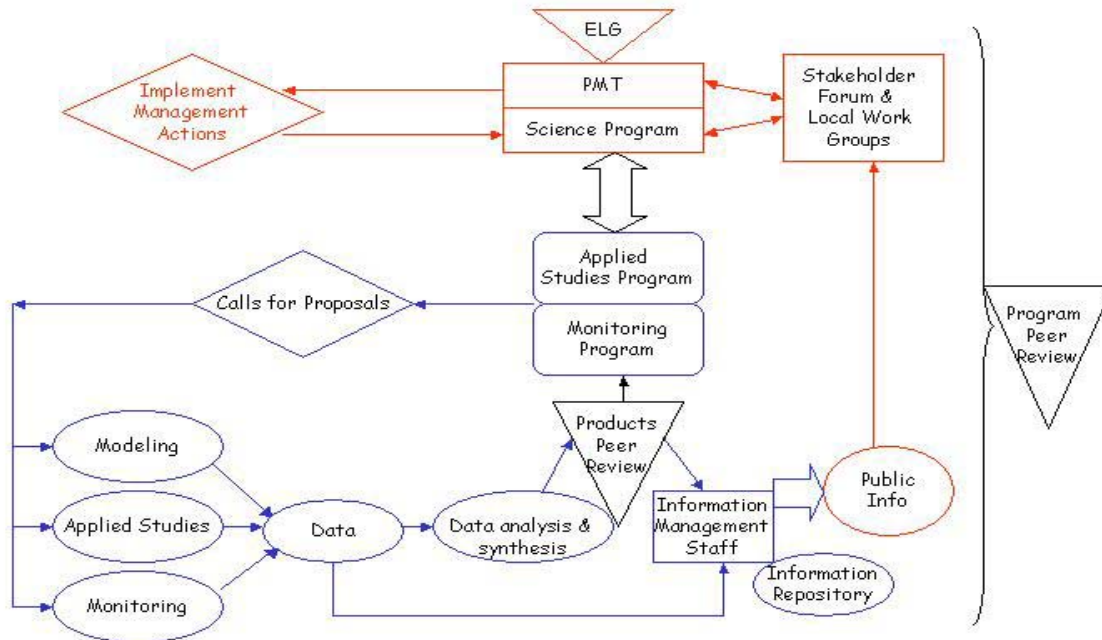 ELG
PMT
Science Program
Implement
Management
Actions
Stakeholder
Forum &
Local Work
Groups
Applied
Studies Program
Monitoring
Program
Calls for Proposals
Program
Peer
Review
Products
Peer
Review
Modeling
Applied Studies
Monitoring
Data
Data analysis &
synthesis
Information
Management
Staff
Public
Info
Information
Repository